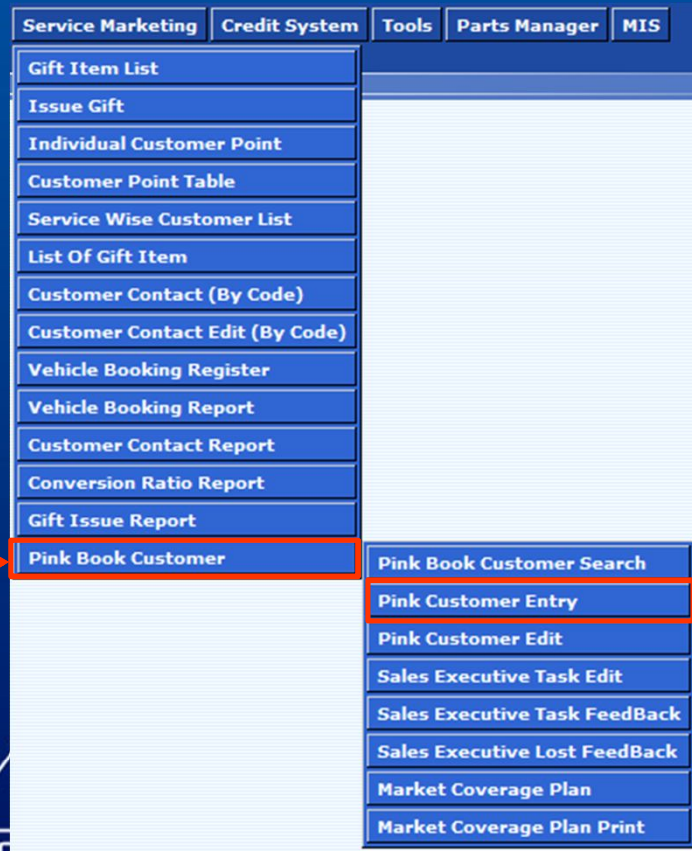 Service Marketing Credit System Tools Parts Manager MIS
Gift Item List
Issue Gift
Individual Customer Point
Customer Point Table
Service Wise Customer List
List Of Gift Item
Customer Contact (By Code)
Customer Contact Edit (By Code)
Vehicle Booking Register
Vehicle Booking Report
Customer Contact Report
Conversion Ratio Report
Gift Issue Report
Pink Book Customer
Pink Book Customer Search
Pink Customer Entry
Pink Customer Edit
Sales Executive Task Edit
Sales Executive Task FeedBack
Sales Executive Lost FeedBack
Market Coverage Plan
Market Coverage Plan Print